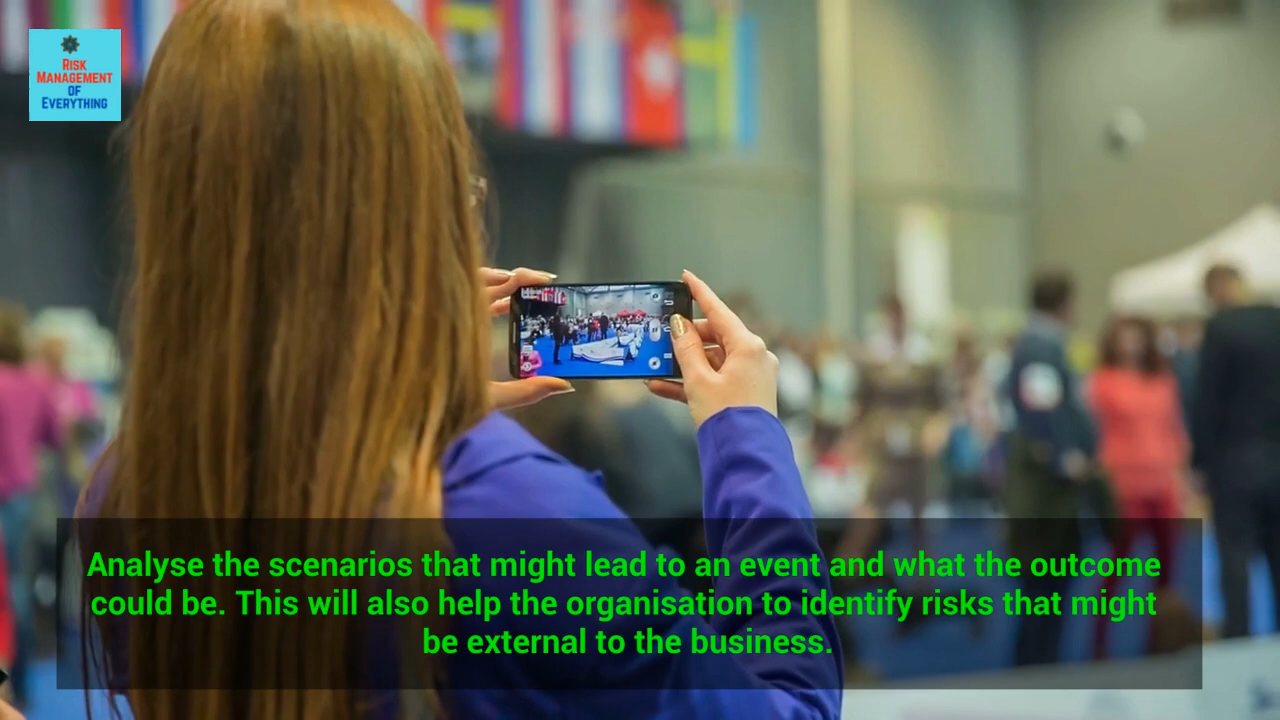 RISK
MANAGEMENT
OF
EVERYTHING
Analyse the scenarios that might lead to an event and what the outcome
could be. This will also help the organisation to identify risks that might
be external to the business.